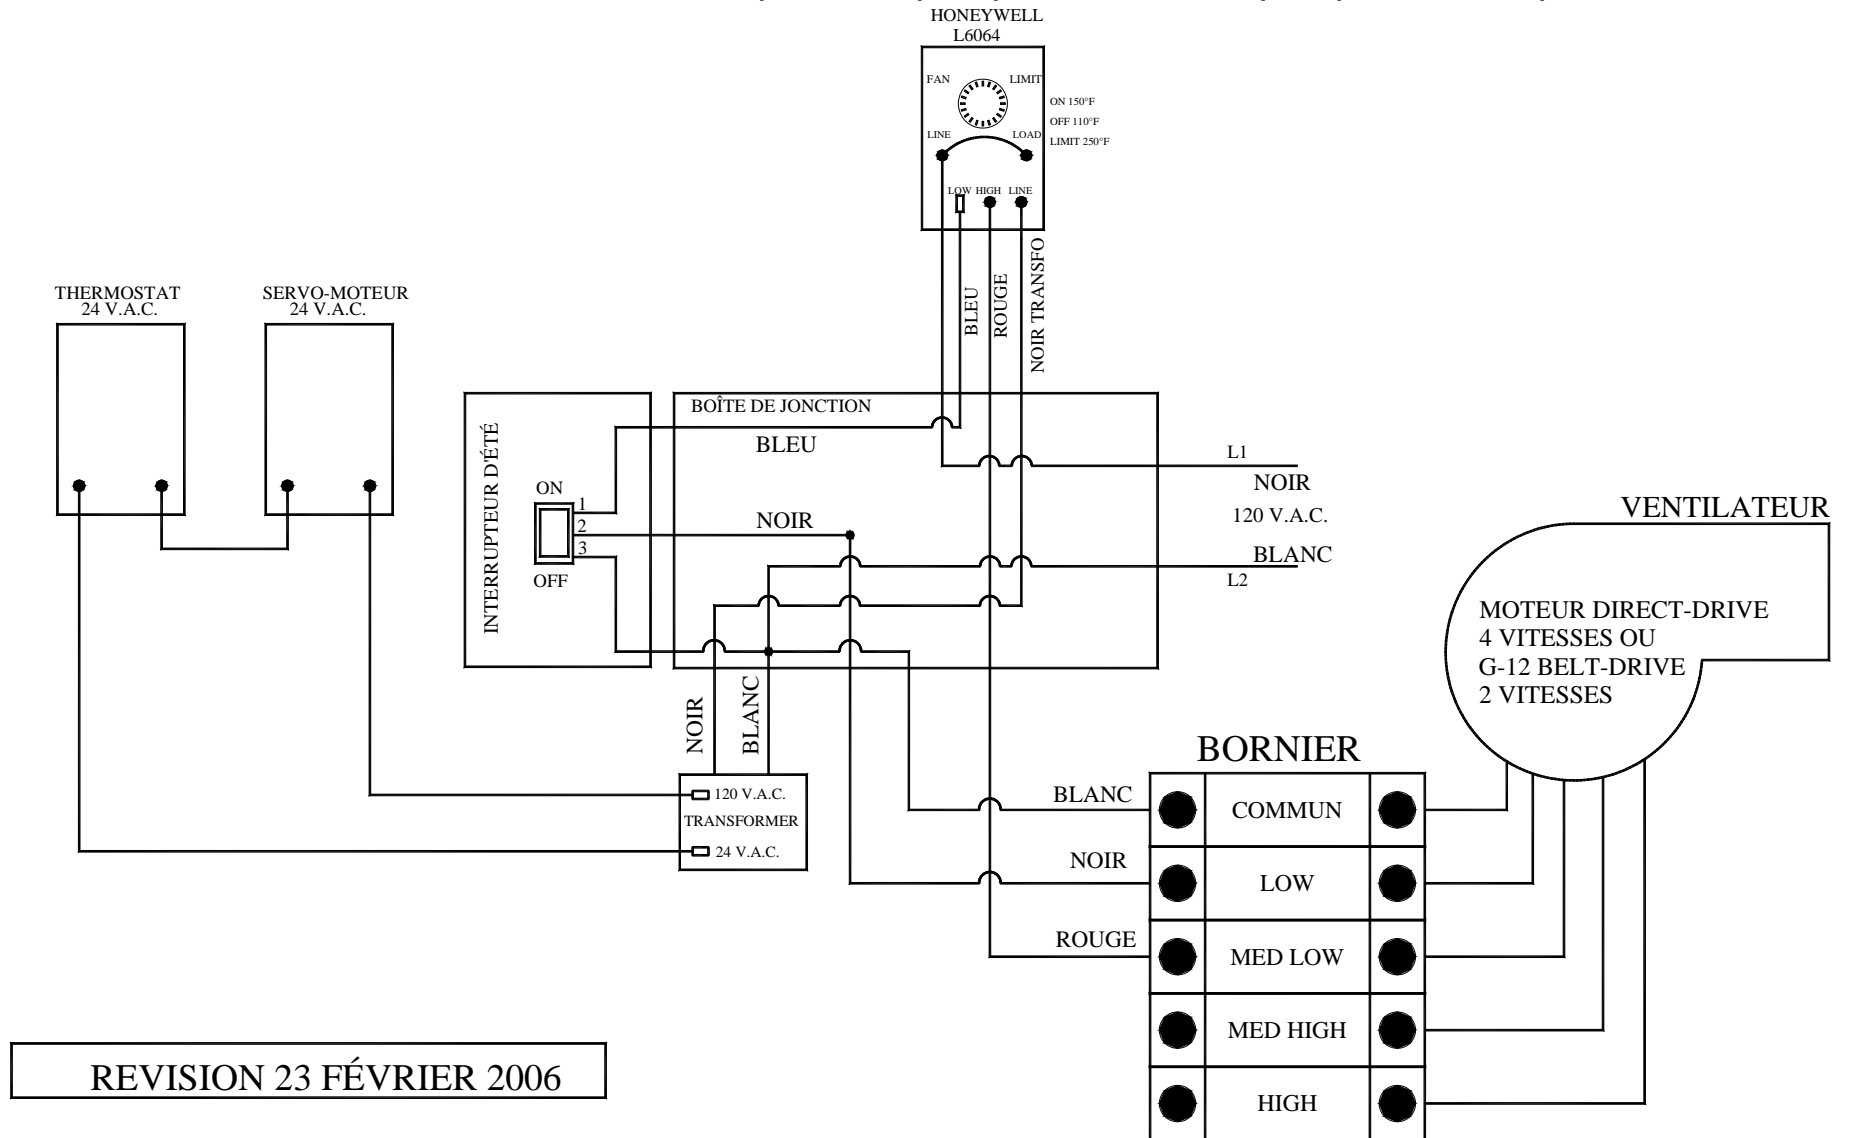 HONEYWELL
L6064
FAN
LIMIT
ON 150°F
OFF 110°F
LIMIT 250°F
LINE
LOAD
LOW
HIGH
LINE
BLEU
ROUGE
NOIR TRANSFO
THERMOSTAT
24 V.A.C.
SERVO-MOTEUR
24 V.A.C.
INTERRUPTEUR D'ÉTÉ
ON
1
2
3
OFF
BOÎTE DE JONCTION
BLEU
NOIR
L1
NOIR
120 V.A.C.
BLANC
L2
VENTILATEUR
MOTEUR DIRECT-DRIVE
4 VITESSES OU
G-12 BELT-DRIVE
2 VITESSES
NOIR
BLANC
120 V.A.C.
TRANSFORMER
24 V.A.C.
BORNIER
BLANC
COMMUN
NOIR
LOW
ROUGE
MED LOW
MED HIGH
HIGH
REVISION 23 FÉVRIER 2006